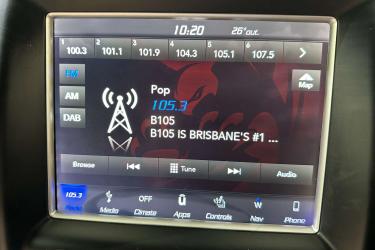 10:20 26°out.
1 100.3 2 101.1 3 101.9 4 104.3 5 105.1 6 107.5
FM
AM
DAB
Map
Pop
105.3
B105
B105 IS BRISBANE'S #1 ...
Browse Tune Audio
105.3 OFF W
Radio Media Climate Apps Controls Nav Phone